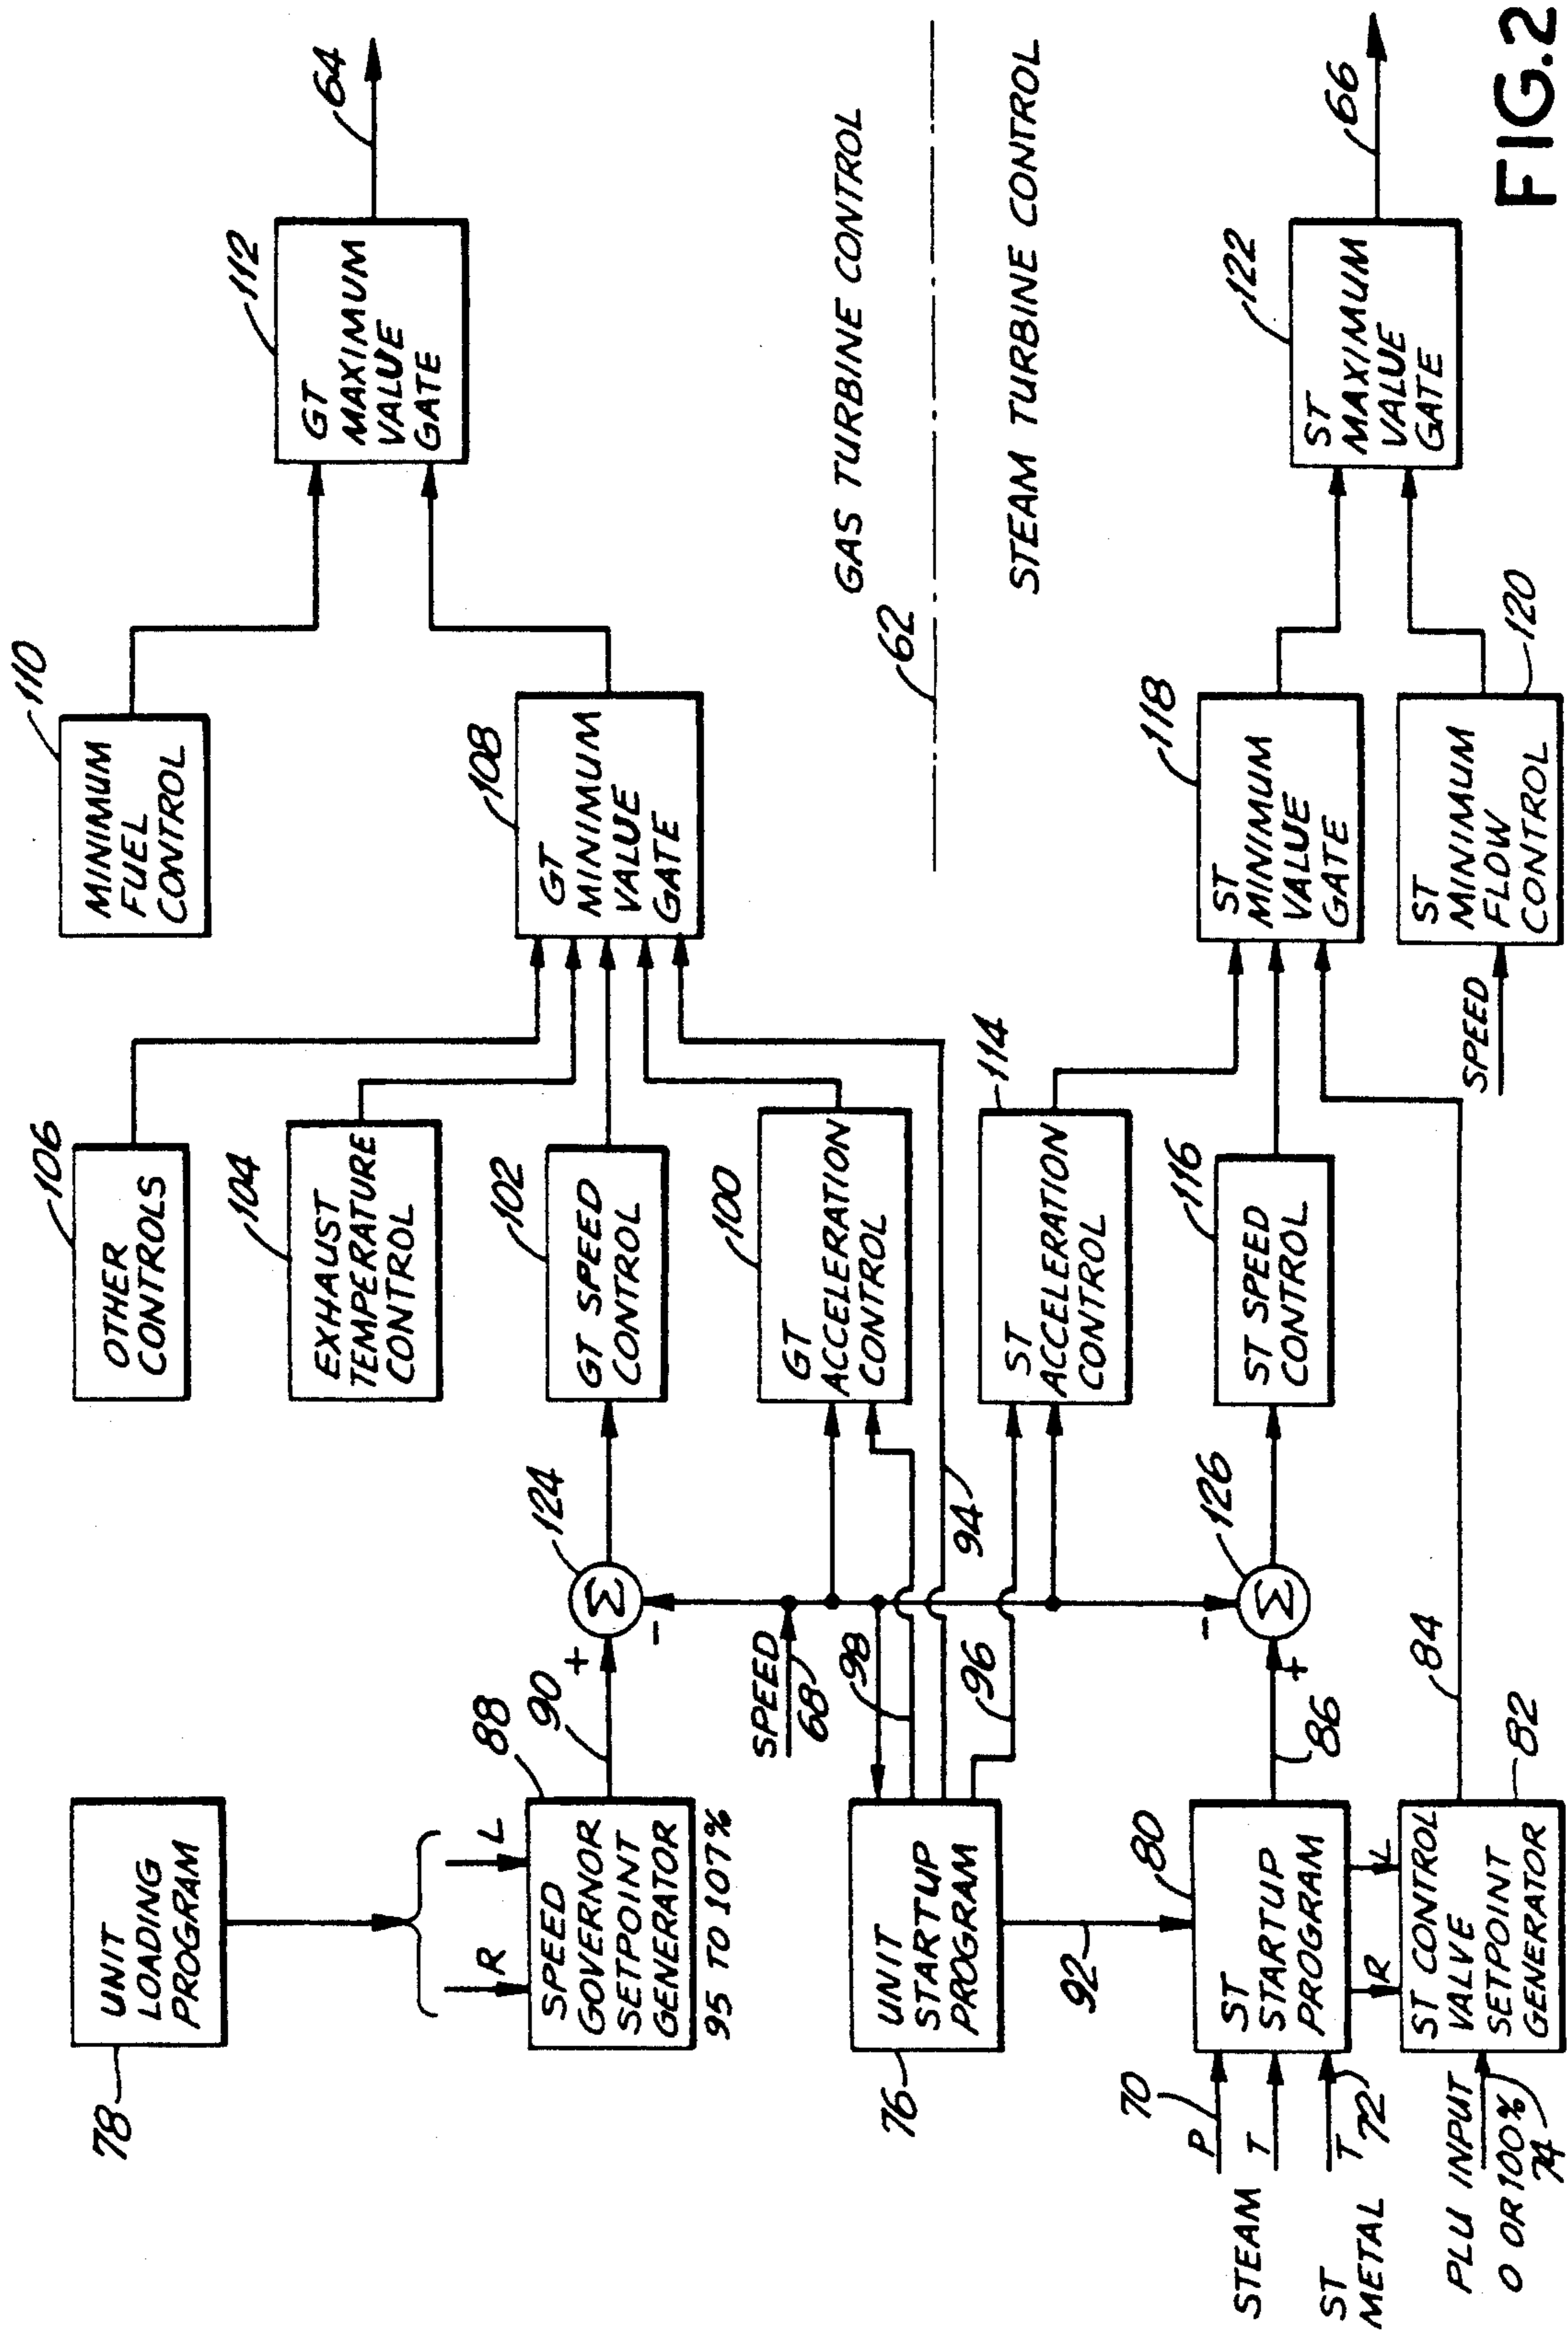 78
UNIT
LOADING
PROGRAM
R
L
88
SPEED
GOVERNOR
SETPOINT
GENERATOR
95 TO 107%
90
+
-
Σ
124
106
OTHER
CONTROLS
104
EXHAUST
TEMPERATURE
CONTROL
102
GT SPEED
CONTROL
100
GT
ACCELERATION
CONTROL
110
MINIMUM
FUEL
CONTROL
108
GT
MINIMUM
VALUE
GATE
112
GT
MAXIMUM
VALUE
GATE
64
GAS TURBINE CONTROL
62
STEAM TURBINE CONTROL
SPEED
68
98
96
94
76
UNIT
STARTUP
PROGRAM
92
80
ST
STARTUP
PROGRAM
70
P
STEAM T
ST
METAL T
72
R
L
PLU INPUT
0 OR 100%
74
ST CONTROL
VALVE
SETPOINT
GENERATOR
82
84
86
+
-
Σ
126
114
ST
ACCELERATION
CONTROL
116
ST SPEED
CONTROL
118
ST
MINIMUM
VALUE
GATE
SPEED
ST
MINIMUM
FLOW
CONTROL
120
122
ST
MAXIMUM
VALUE
GATE
66
FIG.2